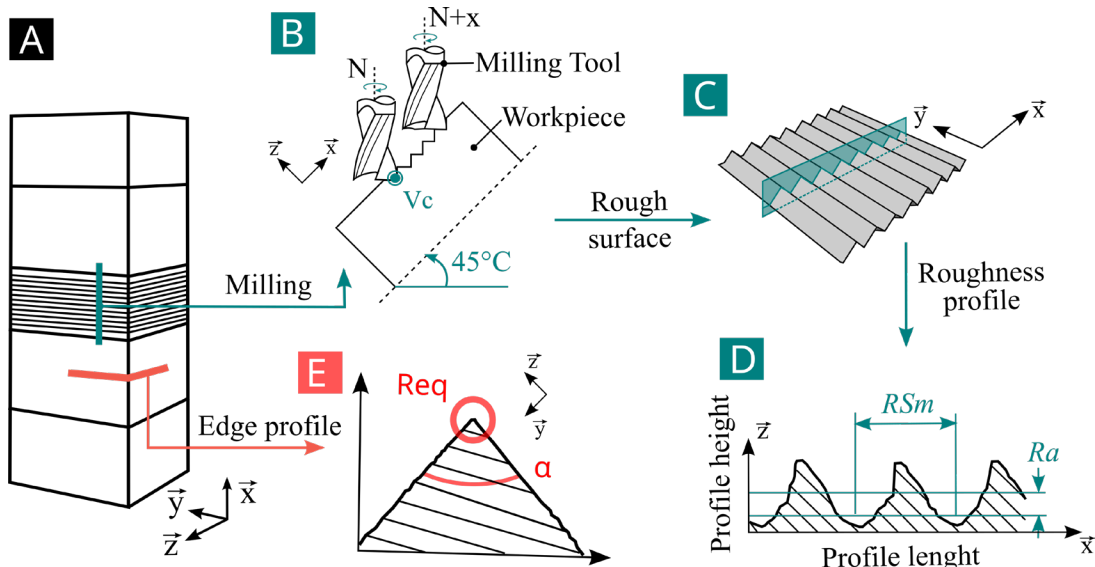 A
B
N+x
N
Milling Tool
Workpiece
z
x
Vc
45°C
Milling
Rough
surface
C
y
x
Roughness
profile
D
RSm
Ra
Profile height
z
x
Profile lenght
E
Req
z
y
α
Edge profile
x
y
z